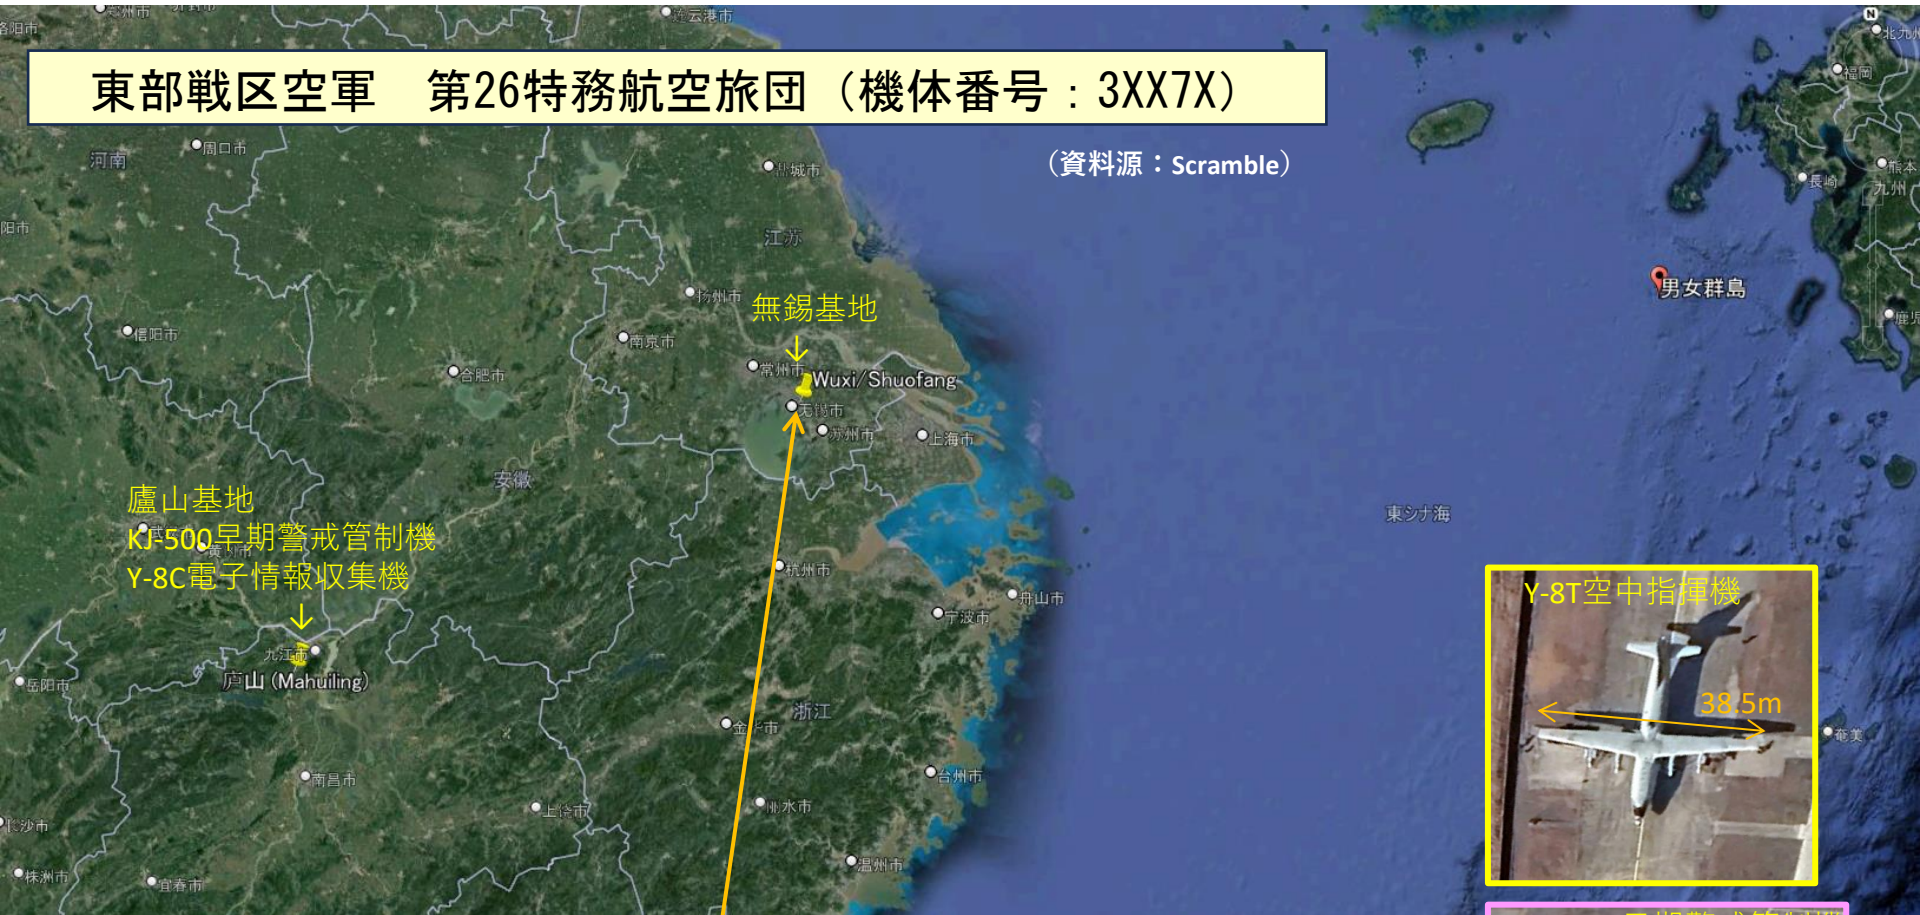 東部戦区空軍　第26特務航空旅団（機体番号：3XX7X）
（資料源：Scramble）
连云港市
N
福岡
河南
周口市
盐城市
長崎
熊本
九州
江苏
男女群島
扬州市
無錫基地
↓
信阳市
南京市
合肥市
常州市
Wuxi/Shuofang
无锡市
苏州市
上海市
安徽
廬山基地
KJ-500早期警戒管制機
Y-8C電子情報収集機
↓
黄冈市
東シナ海
杭州市
舟山市
宁波市
Y-8T空中指揮機
九江市
庐山 (Mahuiling)
岳阳市
38.5m
浙江
金华市
奄美
南昌市
台州市
上饶市
丽水市
长沙市
温州市
株洲市
宜春市